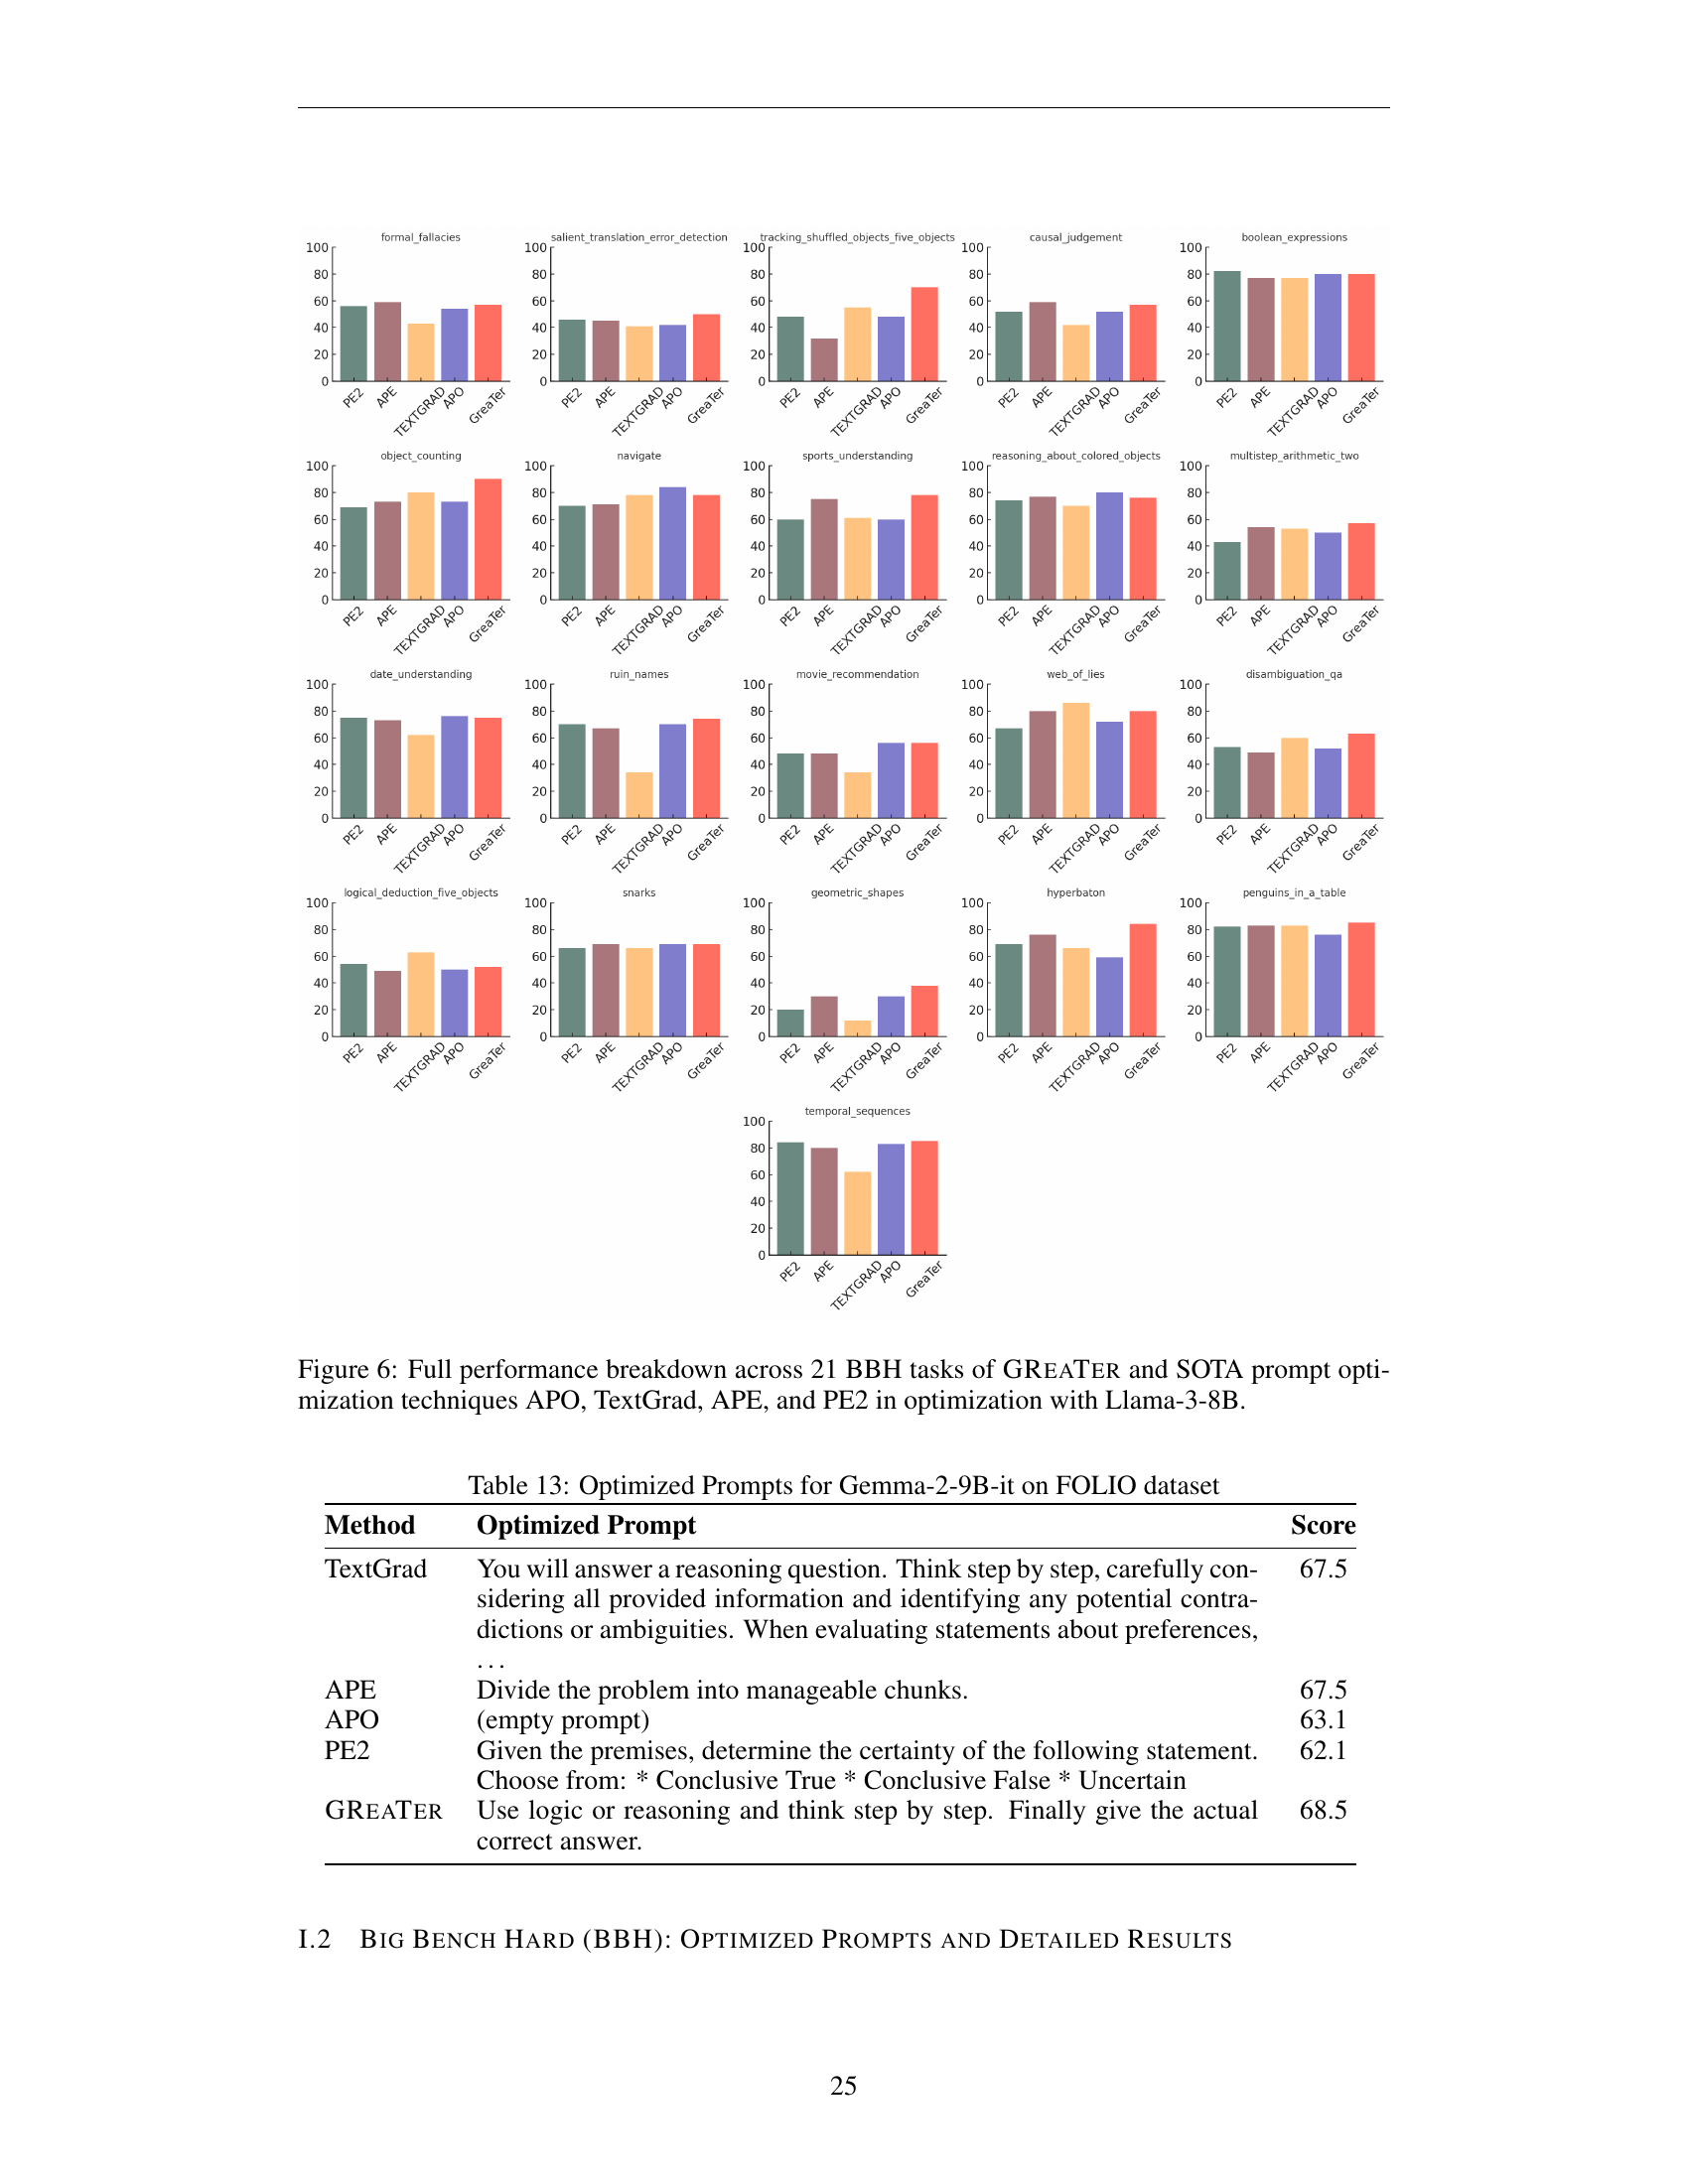 formal_fallacies
100
80
60
40
20
0
PE2 APE TEXTGRAD APO GreaTer
salient_translation_error_detection
100
80
60
40
20
0
PE2 APE TEXTGRAD APO GreaTer
tracking_shuffled_objects_five_objects
100
80
60
40
20
0
PE2 APE TEXTGRAD APO GreaTer
causal_judgement
100
80
60
40
20
0
PE2 APE TEXTGRAD APO GreaTer
boolean_expressions
100
80
60
40
20
0
PE2 APE TEXTGRAD APO GreaTer
object_counting
100
80
60
40
20
0
PE2 APE TEXTGRAD APO GreaTer
navigate
100
80
60
40
20
0
PE2 APE TEXTGRAD APO GreaTer
sports_understanding
100
80
60
40
20
0
PE2 APE TEXTGRAD APO GreaTer
reasoning_about_colored_objects
100
80
60
40
20
0
PE2 APE TEXTGRAD APO GreaTer
multistep_arithmetic_two
100
80
60
40
20
0
PE2 APE TEXTGRAD APO GreaTer
date_understanding
100
80
60
40
20
0
PE2 APE TEXTGRAD APO GreaTer
ruin_names
100
80
60
40
20
0
PE2 APE TEXTGRAD APO GreaTer
movie_recommendation
100
80
60
40
20
0
PE2 APE TEXTGRAD APO GreaTer
web_of_lies
100
80
60
40
20
0
PE2 APE TEXTGRAD APO GreaTer
disambiguation_qa
100
80
60
40
20
0
PE2 APE TEXTGRAD APO GreaTer
logical_deduction_five_objects
100
80
60
40
20
0
PE2 APE TEXTGRAD APO GreaTer
snarks
100
80
60
40
20
0
PE2 APE TEXTGRAD APO GreaTer
geometric_shapes
100
80
60
40
20
0
PE2 APE TEXTGRAD APO GreaTer
hyperbaton
100
80
60
40
20
0
PE2 APE TEXTGRAD APO GreaTer
penguins_in_a_table
100
80
60
40
20
0
PE2 APE TEXTGRAD APO GreaTer
temporal_sequences
100
80
60
40
20
0
PE2 APE TEXTGRAD APO GreaTer
Figure 6: Full performance breakdown across 21 BBH tasks of GREATER and SOTA prompt opti-
mization techniques APO, TextGrad, APE, and PE2 in optimization with Llama-3-8B.
Table 13: Optimized Prompts for Gemma-2-9B-it on FOLIO dataset
Method Optimized Prompt Score
TextGrad You will answer a reasoning question. Think step by step, carefully con- 67.5
sidering all provided information and identifying any potential contra-
dictions or ambiguities. When evaluating statements about preferences,
...
APE Divide the problem into manageable chunks. 67.5
APO (empty prompt) 63.1
PE2 Given the premises, determine the certainty of the following statement. 62.1
Choose from: * Conclusive True * Conclusive False * Uncertain
GREATER Use logic or reasoning and think step by step. Finally give the actual 68.5
correct answer.
I.2 BIG BENCH HARD (BBH): OPTIMIZED PROMPTS AND DETAILED RESULTS
25